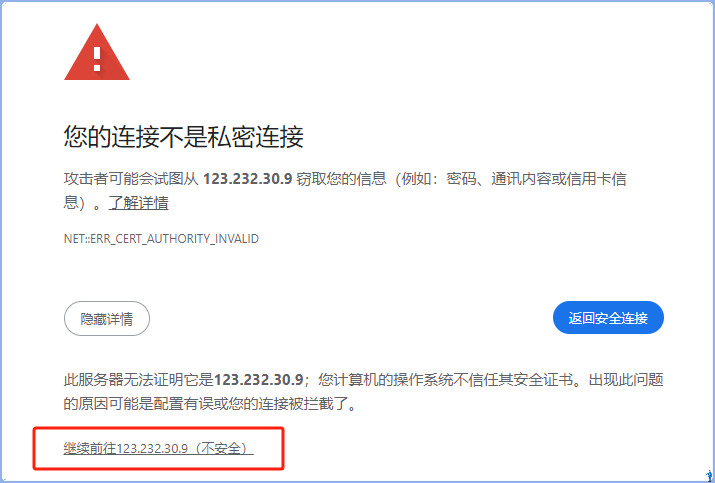 您的连接不是私密连接
攻击者可能会试图从 123.232.30.9 窃取您的信息（例如：密码、通讯内容或信用卡信
息）。了解详情
NET::ERR_CERT_AUTHORITY_INVALID
隐藏详情
返回安全连接
此服务器无法证明它是123.232.30.9；您计算机的操作系统不信任其安全证书。出现此问题
的原因可能是配置有误或您的连接被拦截了。
继续前往123.232.30.9（不安全）